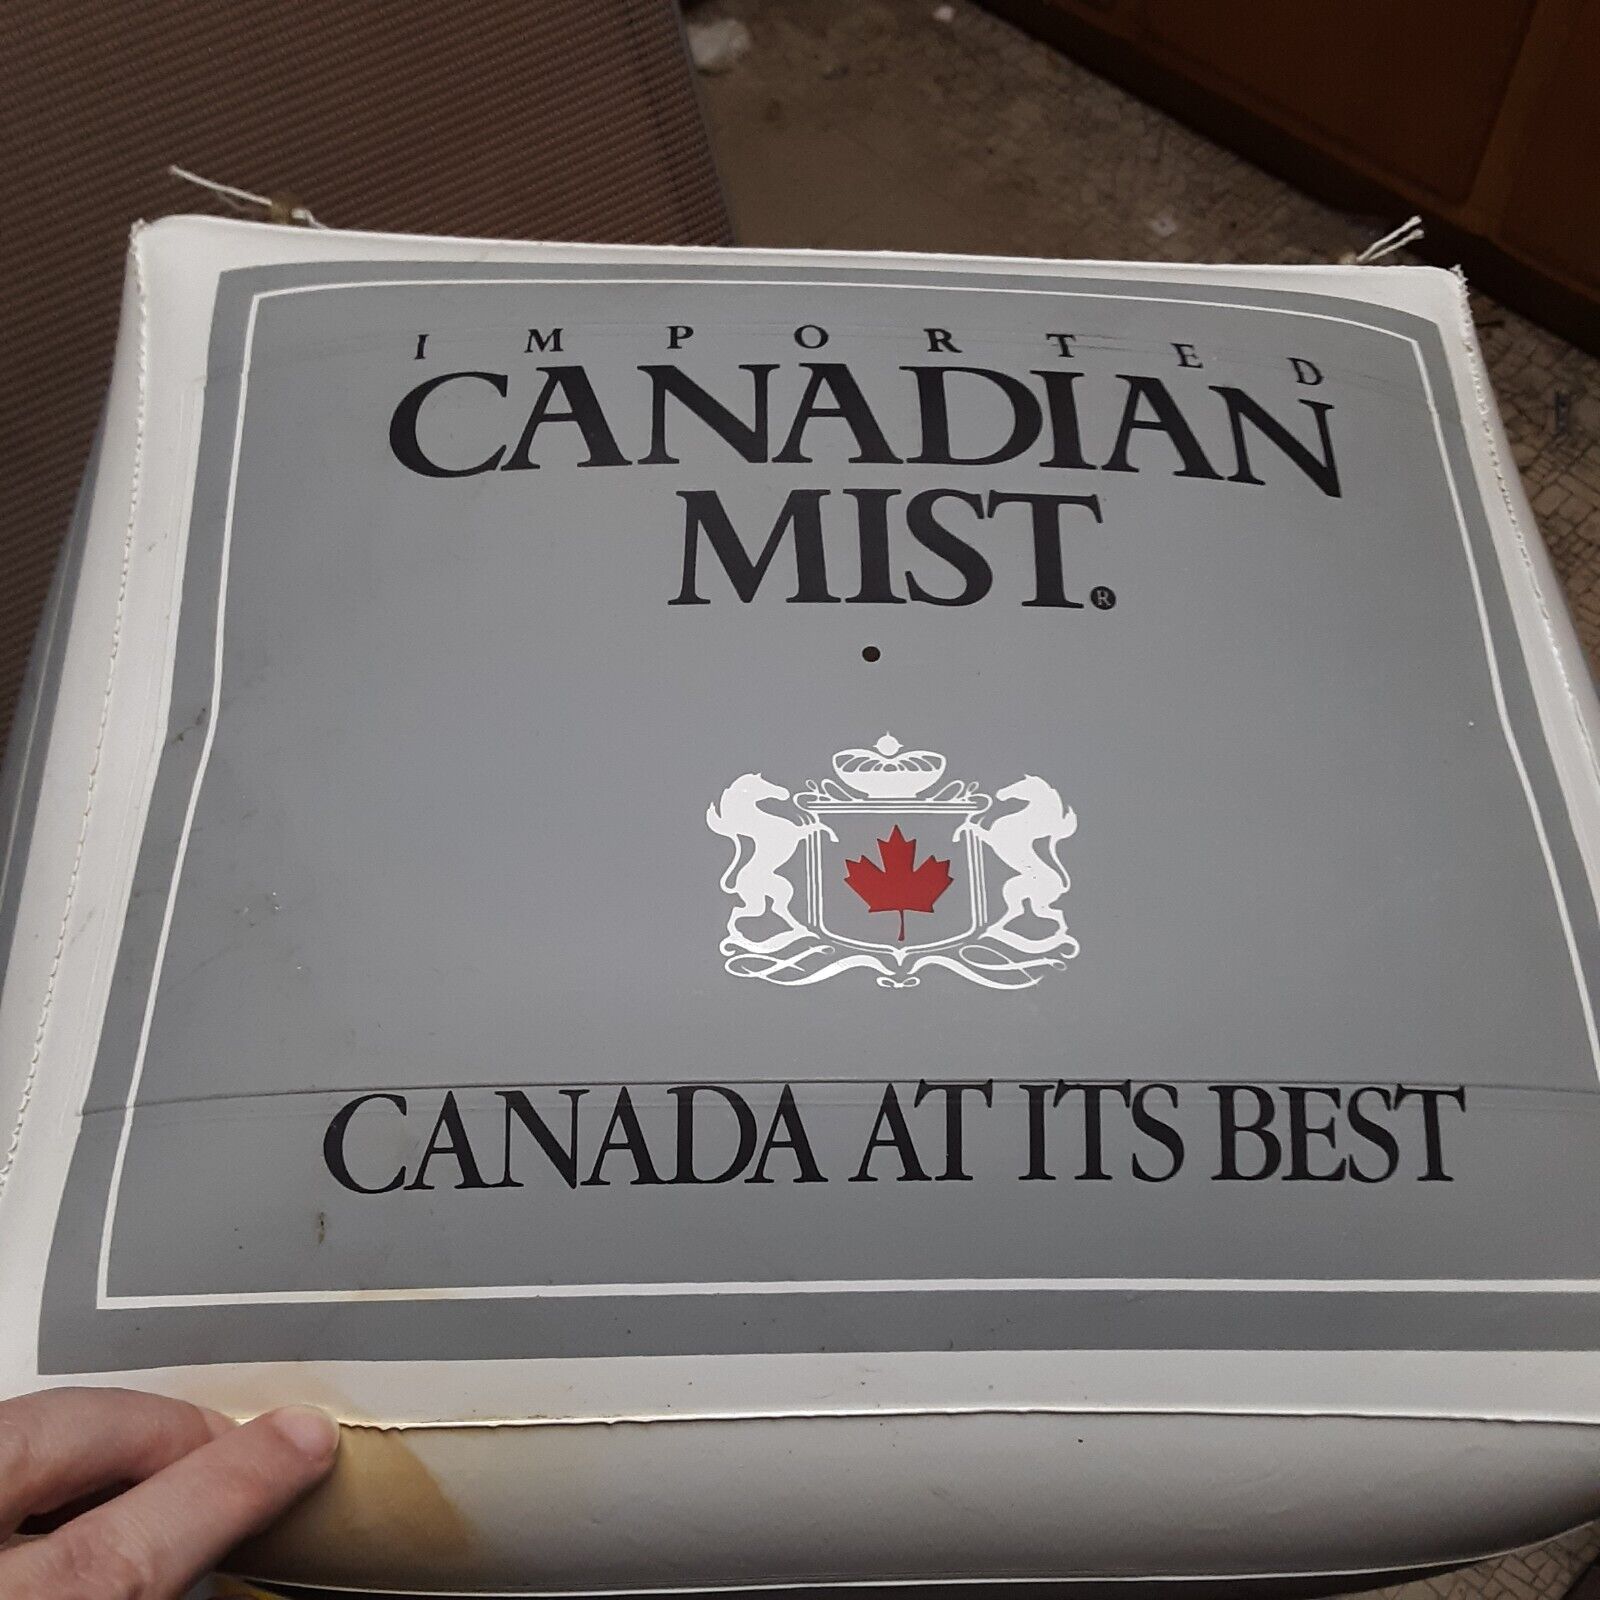 IMPORTED
CANADIAN
MIST®
CANADA AT ITS BEST